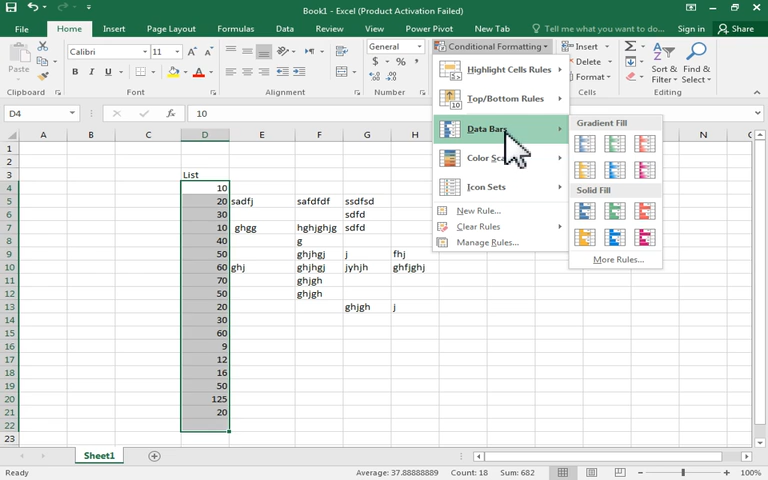 Book1 - Excel (Product Activation Failed)
File Home Insert Page Layout Formulas Data Review View Power Pivot New Tab Tell me what you want to do... Sign in Share
Calibri 11 A A General Conditional Formatting Insert Σ
Paste B I U $ % , Delete Sort & Find &
Format Filter Select
Clipboard Font Alignment Number Cells Editing
D4 fx 10
A B C D E F G H N
1
2
3 List
4 10
5 20 sadfj safdfdf ssdfsd
6 30 sdfd
7 10 ghgg hghjghjg sdfd
8 40 g
9 50 ghjhgj j fhj
10 60 ghj ghjhgj jyhjh ghfjghj
11 70 ghjgh
12 50 ghjgh
13 20 ghjgh j
14 30
15 60
16 9
17 12
18 16
19 50
20 125
21 20
22
23
Highlight Cells Rules
Top/Bottom Rules
Data Bars
Color Sca
Icon Sets
New Rule...
Clear Rules
Manage Rules...
Gradient Fill
Solid Fill
More Rules...
Sheet1
Ready Average: 37.88888889 Count: 18 Sum: 682 100%